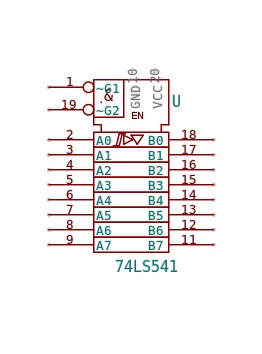 1 ~G1 GND 10 VCC 20
& U
19 ~G2 EN
2 A0 B0 18
3 A1 B1 17
4 A2 B2 16
5 A3 B3 15
6 A4 B4 14
7 A5 B5 13
8 A6 B6 12
9 A7 B7 11
74LS541